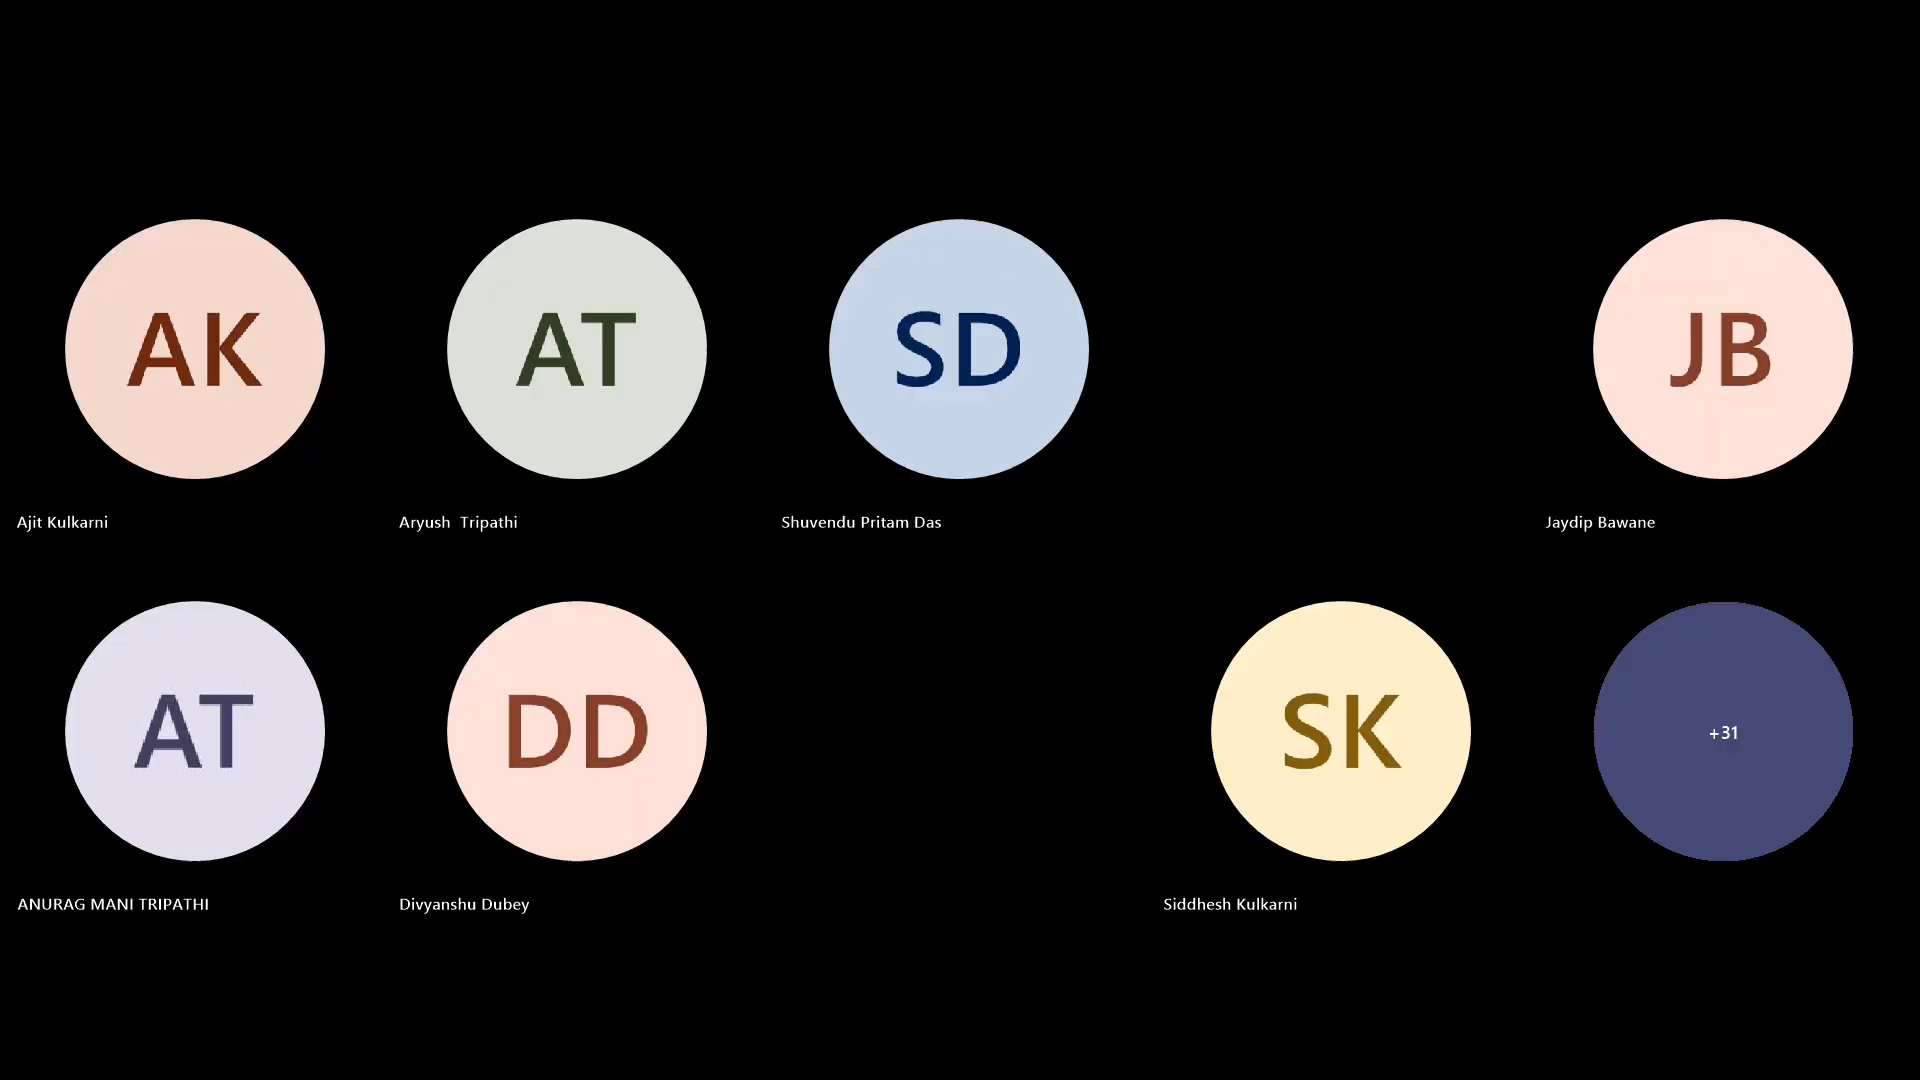 AK
AT
SD
JB
Ajit Kulkarni
Aryush  Tripathi
Shuvendu Pritam Das
Jaydip Bawane
AT
DD
SK
+31
ANURAG MANI TRIPATHI
Divyanshu Dubey
Siddhesh Kulkarni